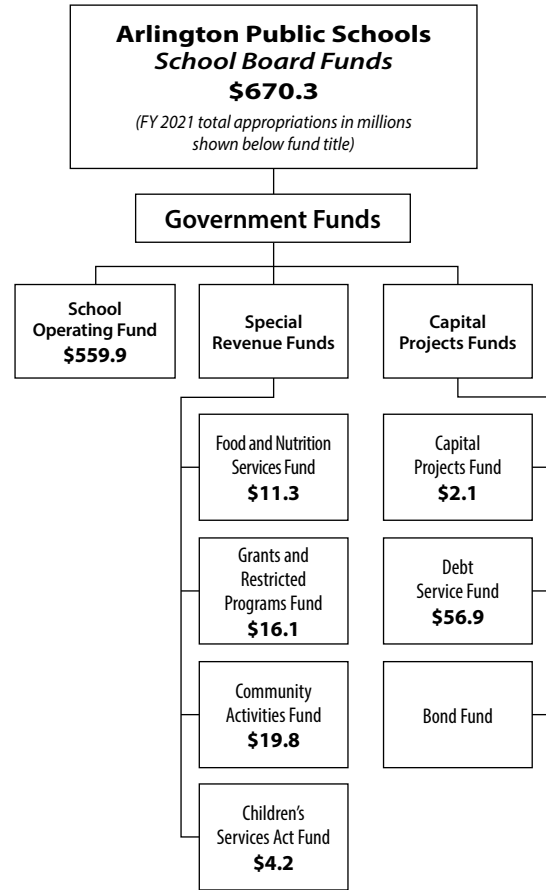 Arlington Public Schools
School Board Funds
$670.3
(FY 2021 total appropriations in millions
shown below fund title)
Government Funds
School
Operating Fund
$559.9
Special
Revenue Funds
Capital
Projects Funds
Food and Nutrition
Services Fund
$11.3
Capital
Projects Fund
$2.1
Grants and
Restricted
Programs Fund
$16.1
Debt
Service Fund
$56.9
Community
Activities Fund
$19.8
Bond Fund
Children’s
Services Act Fund
$4.2